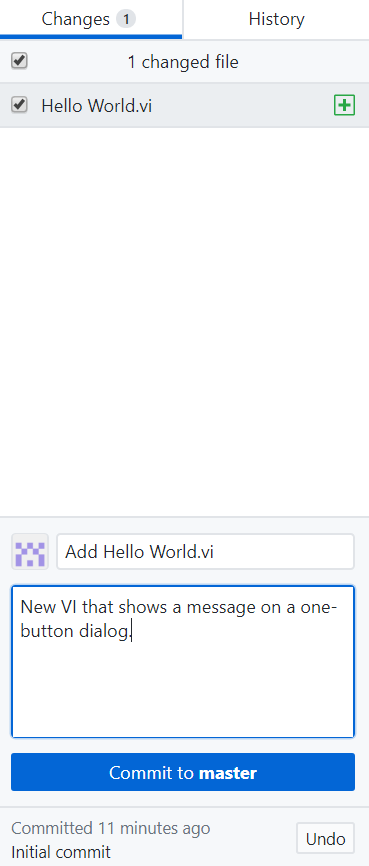 Changes 1
History
1 changed file
Hello World.vi
Add Hello World.vi
New VI that shows a message on a one-
button dialog.
Commit to master
Committed 11 minutes ago
Initial commit
Undo